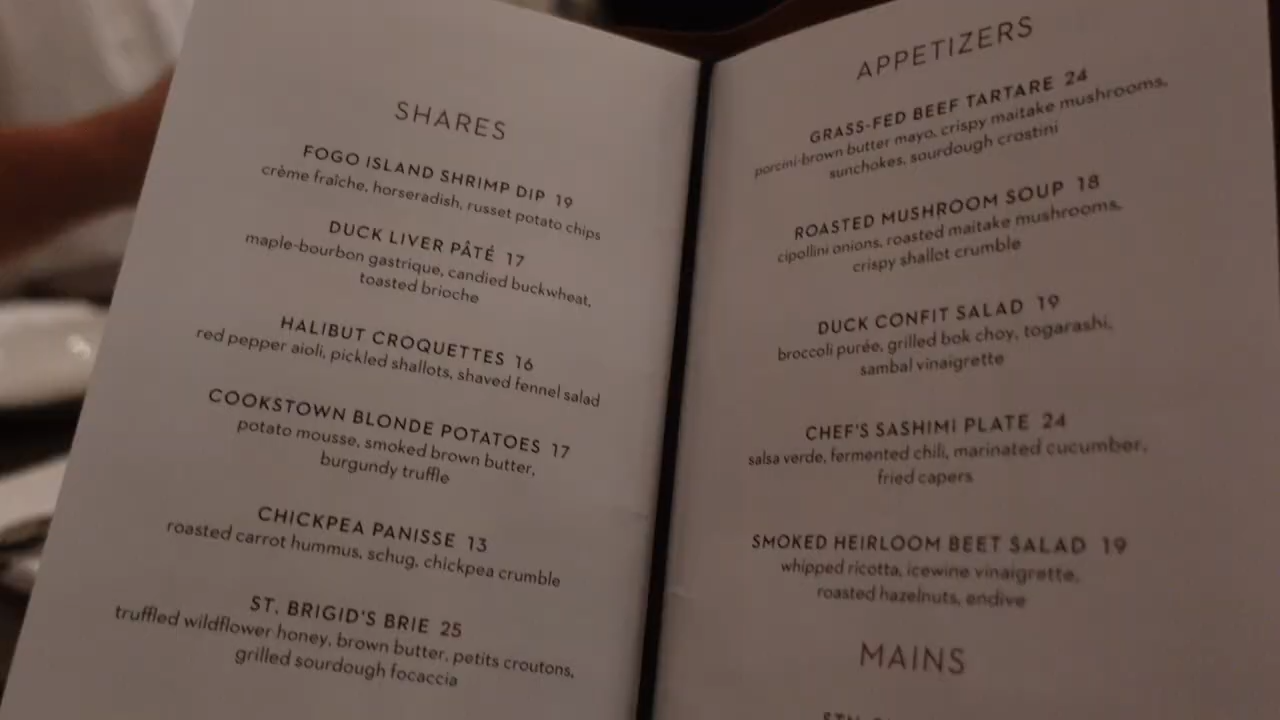 SHARES
FOGO ISLAND SHRIMP DIP 19
crème fraîche, horseradish, russet potato chips
DUCK LIVER PÂTÉ 17
maple-bourbon gastrique, candied buckwheat,
toasted brioche
HALIBUT CROQUETTES 16
red pepper aioli, pickled shallots, shaved fennel salad
COOKSTOWN BLONDE POTATOES 17
potato mousse, smoked brown butter,
burgundy truffle
CHICKPEA PANISSE 13
roasted carrot hummus, schug, chickpea crumble
ST. BRIGID'S BRIE 25
truffled wildflower honey, brown butter, petits croutons,
grilled sourdough focaccia
APPETIZERS
GRASS-FED BEEF TARTARE 24
porcini-brown butter mayo, crispy maitake mushrooms,
sunchokes, sourdough crostini
ROASTED MUSHROOM SOUP 18
cipollini onions, roasted maitake mushrooms,
crispy shallot crumble
DUCK CONFIT SALAD 19
broccoli purée, grilled bok choy, togarashi,
sambal vinaigrette
CHEF'S SASHIMI PLATE 24
salsa verde, fermented chili, marinated cucumber,
fried capers
SMOKED HEIRLOOM BEET SALAD 19
whipped ricotta, icewine vinaigrette,
roasted hazelnuts, endive
MAINS